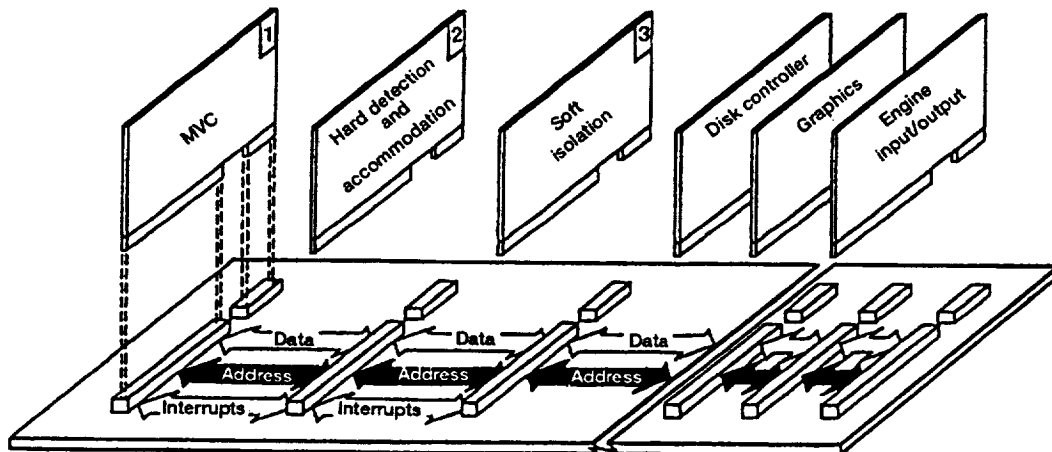 1
MVC
2
Hard detection
and
accommodation
3
Soft
isolation
Disk controller
Graphics
Engine
input/output
Data
Data
Data
Address
Address
Address
Interrupts
Interrupts